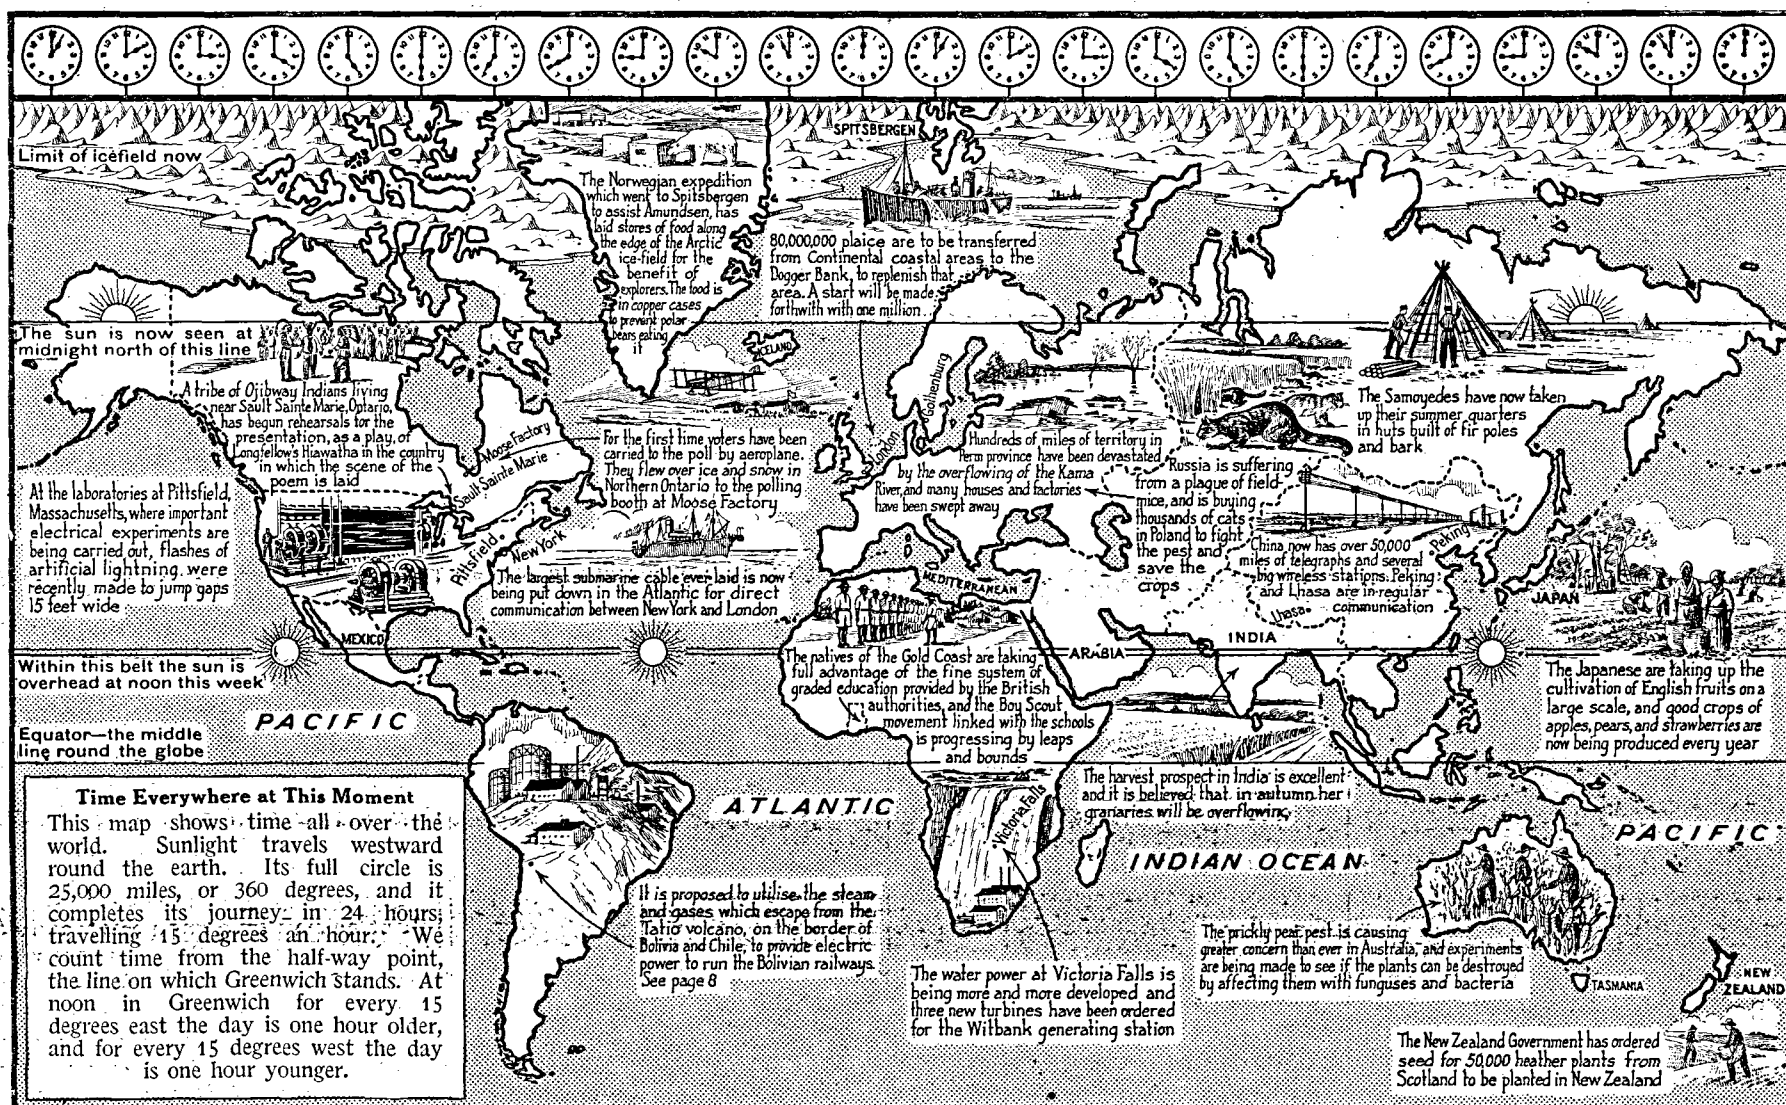 SPITSBERGEN
Limit of icefield now
The Norwegian expedition
which went to Spitsbergen
to assist Amundsen, has
laid stores of food along
the edge of the Arctic
ice-field for the
benefit of
explorers. The food is
in copper cases
to prevent polar
bears eating
it
80,000,000 plaice are to be transferred
from Continental coastal areas to the
Dogger Bank, to replenish that
area. A start will be made
forthwith with one million.
The sun is now seen at
midnight north of this line
ICELAND
Gothenburg
London
A tribe of Ojibway Indians living
near Sault Sainte Marie, Ontario,
has begun rehearsals for the
presentation, as a play, of
Longfellow's Hiawatha in the country
in which the scene of the
poem is laid
Moose Factory
Sault Sainte Marie
For the first time voters have been
carried to the poll by aeroplane.
They flew over ice and snow in
Northern Ontario to the polling
booth at Moose Factory
Hundreds of miles of territory in
Perm province have been devastated
by the overflowing of the Kama
River, and many houses and factories
have been swept away
The Samoyedes have now taken
up their summer quarters
in huts built of fir poles
and bark
Russia is suffering
from a plague of field-
mice, and is buying
thousands of cats
in Poland to fight
the pest and
save the
crops
At the laboratories at Pittsfield,
Massachusetts, where important
electrical experiments are
being carried out, flashes of
artificial lightning were
recently made to jump gaps
15 feet wide
Pittsfield
New York
The largest submarine cable ever laid is now
being put down in the Atlantic for direct
communication between New York and London
MEDITERRANEAN
China now has over 50,000
miles of telegraphs and several
big wireless stations. Peking
and Lhasa are in regular
communication
Peking
Lhasa
JAPAN
MEXICO
INDIA
ARABIA
Within this belt the sun is
overhead at noon this week
The natives of the Gold Coast are taking
full advantage of the fine system of
graded education provided by the British
authorities, and the Boy Scout
movement linked with the schools
is progressing by leaps
and bounds
The Japanese are taking up the
cultivation of English fruits on a
large scale, and good crops of
apples, pears, and strawberries are
now being produced every year
PACIFIC
Equator—the middle
line round the globe
The harvest prospect in India is excellent
and it is believed that in autumn her
granaries will be overflowing
Victoria Falls
ATLANTIC
INDIAN OCEAN
PACIFIC
Time Everywhere at This Moment
This map shows time all over the
world. Sunlight travels westward
round the earth. Its full circle is
25,000 miles, or 360 degrees, and it
completes its journey in 24 hours;
travelling 15 degrees an hour. We
count time from the half-way point,
the line on which Greenwich stands. At
noon in Greenwich for every 15
degrees east the day is one hour older,
and for every 15 degrees west the day
is one hour younger.
It is proposed to utilise the steam
and gases which escape from the
Tatio volcano, on the border of
Bolivia and Chile, to provide electric
power to run the Bolivian railways.
See page 8
The water power at Victoria Falls is
being more and more developed and
three new turbines have been ordered
for the Witbank generating station
The prickly pear pest is causing
greater concern than ever in Australia, and experiments
are being made to see if the plants can be destroyed
by affecting them with funguses and bacteria
TASMANIA
NEW
ZEALAND
The New Zealand Government has ordered
seed for 50,000 heather plants from
Scotland to be planted in New Zealand